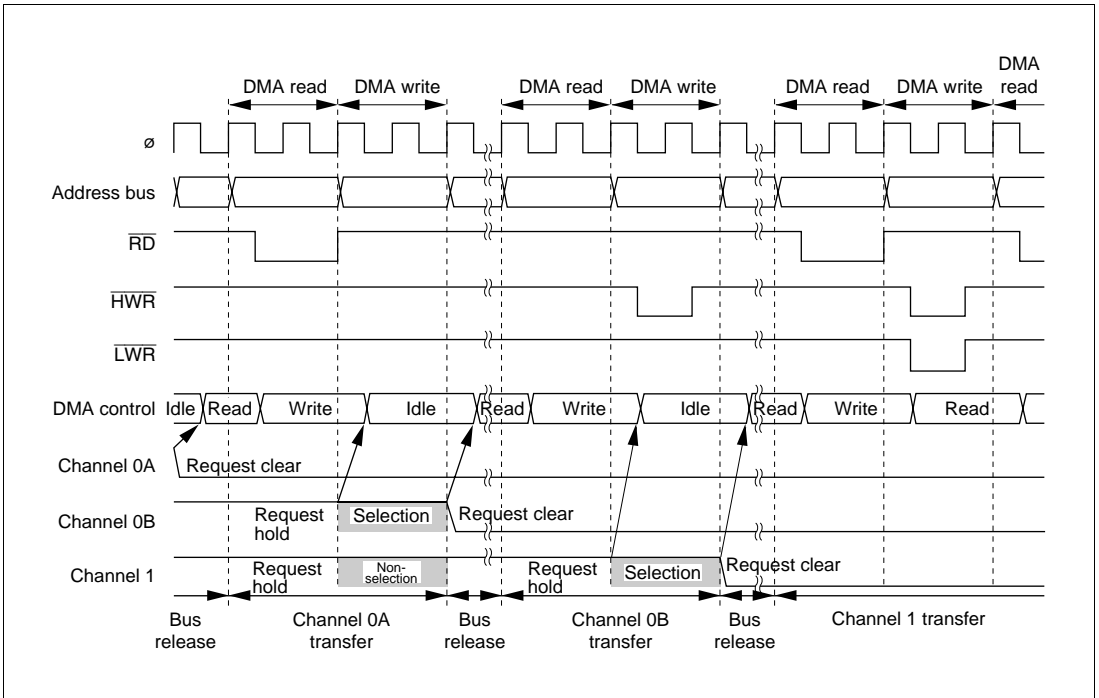 DMA
DMA read DMA write DMA read DMA write DMA read DMA write read
ø
Address bus
R̅D̅
H̅W̅R̅
L̅W̅R̅
DMA control Idle Read Write Idle Read Write Idle Read Write Read
Channel 0A Request clear
Channel 0B Request hold Selection Request clear
Channel 1 Request hold Non-selection Request hold Selection Request clear
Bus release Channel 0A transfer Bus release Channel 0B transfer Bus release Channel 1 transfer